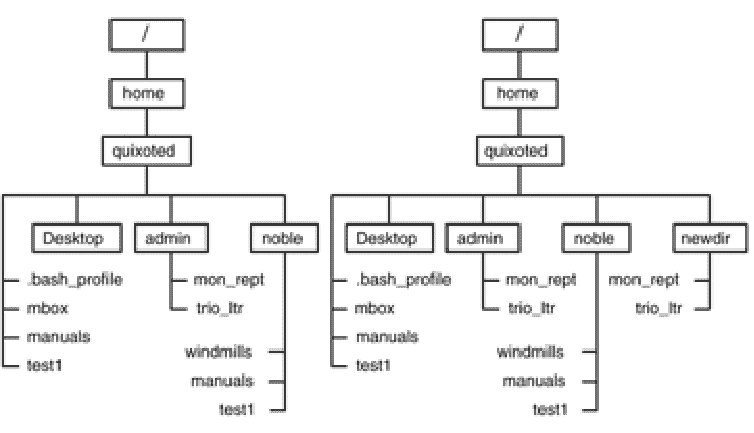 / /
home home
quixoted quixoted
Desktop admin noble Desktop admin noble newdir
.bash_profile mon_rept .bash_profile mon_rept mon_rept
mbox trio_ltr mbox trio_ltr trio_ltr
manuals manuals
windmills windmills
test1 test1
manuals manuals
test1 test1